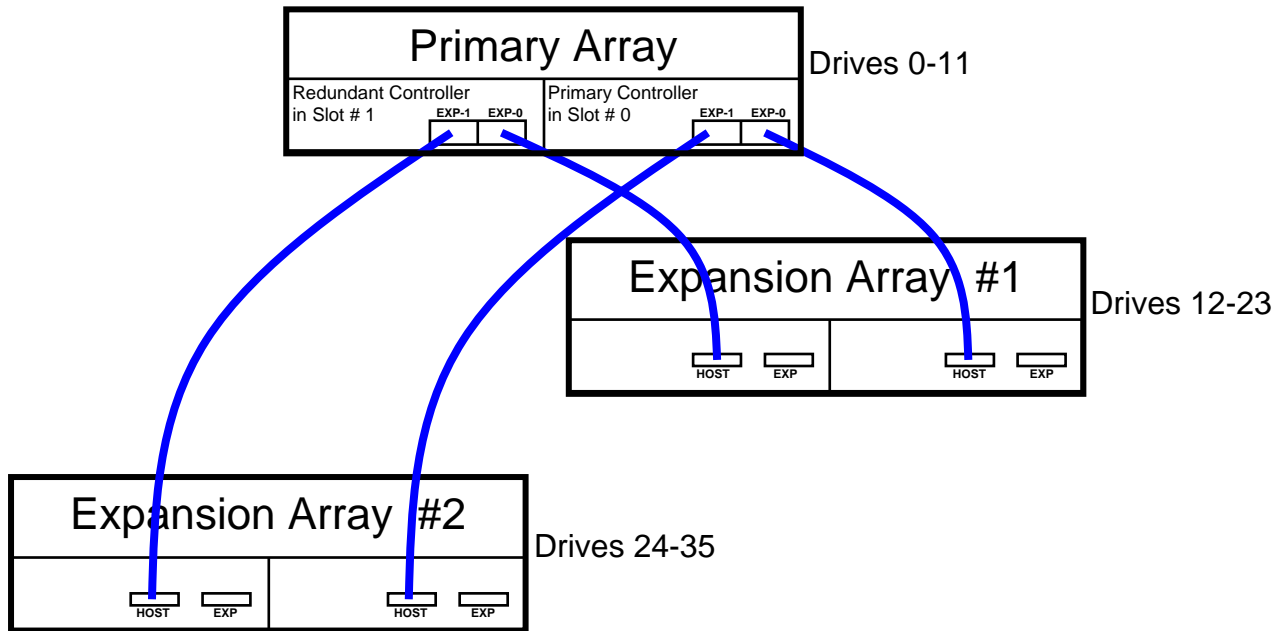 Primary Array
Drives 0-11
Redundant Controller
in Slot # 1
EXP-1 EXP-0
Primary Controller
in Slot # 0
EXP-1 EXP-0
Expansion Array #1
Drives 12-23
HOST EXP
HOST EXP
Expansion Array #2
Drives 24-35
HOST EXP
HOST EXP